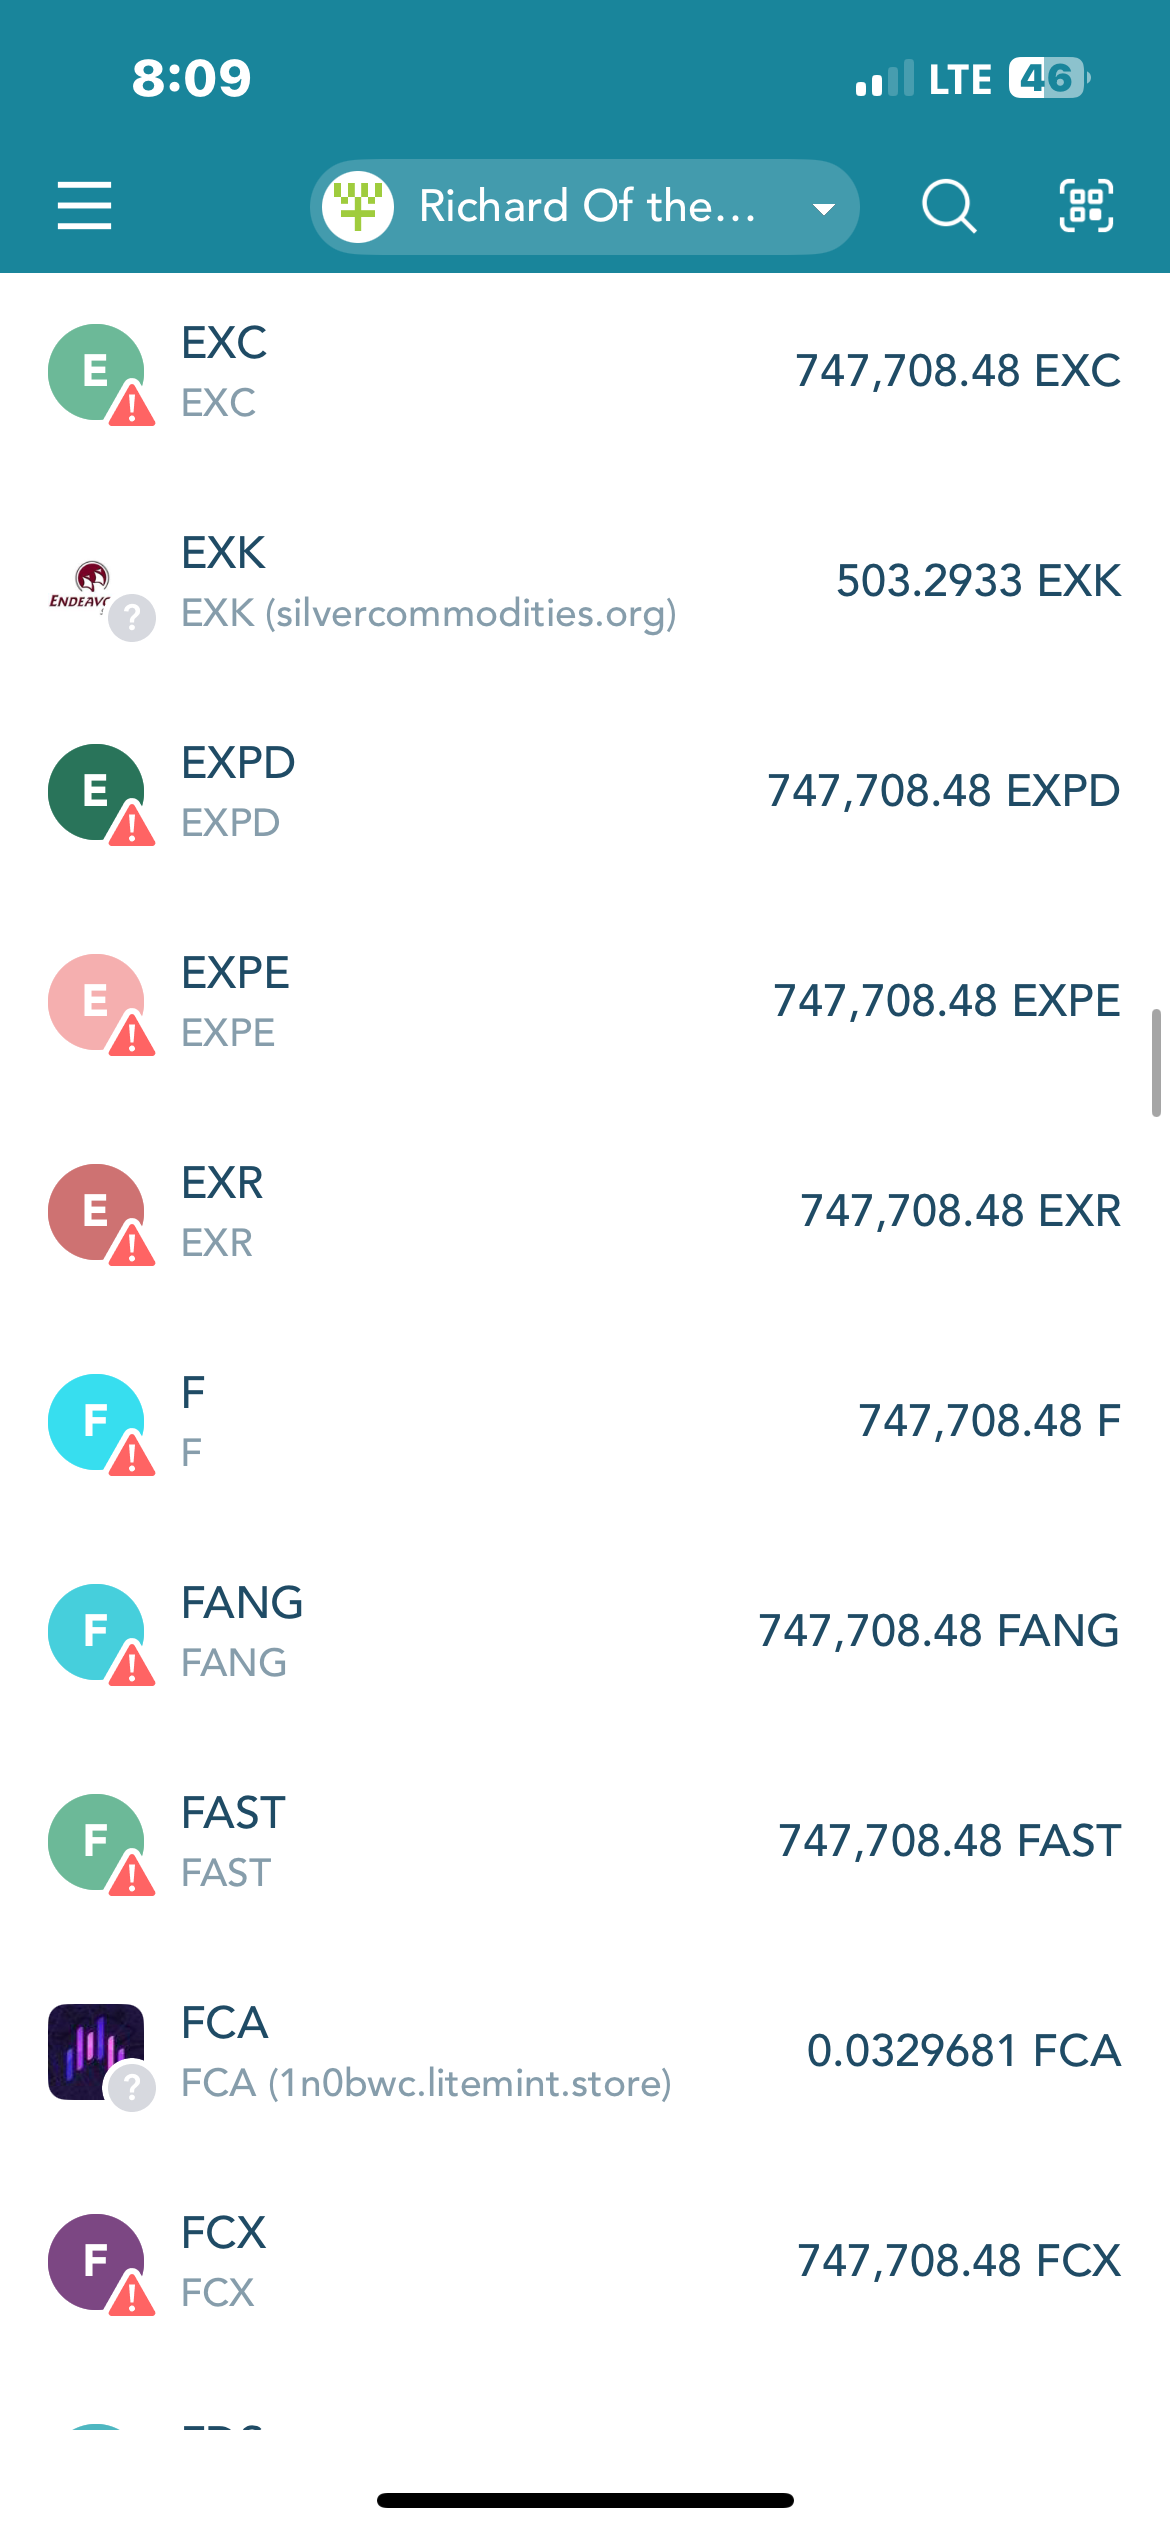 8:09
LTE 46
Richard Of the...
E EXC
EXC
747,708.48 EXC
ENDEAVO
EXK
EXK (silvercommodities.org)
503.2933 EXK
E EXPD
EXPD
747,708.48 EXPD
E EXPE
EXPE
747,708.48 EXPE
E EXR
EXR
747,708.48 EXR
F F
F
747,708.48 F
F FANG
FANG
747,708.48 FANG
F FAST
FAST
747,708.48 FAST
FCA
FCA (1n0bwc.litemint.store)
0.0329681 FCA
F FCX
FCX
747,708.48 FCX